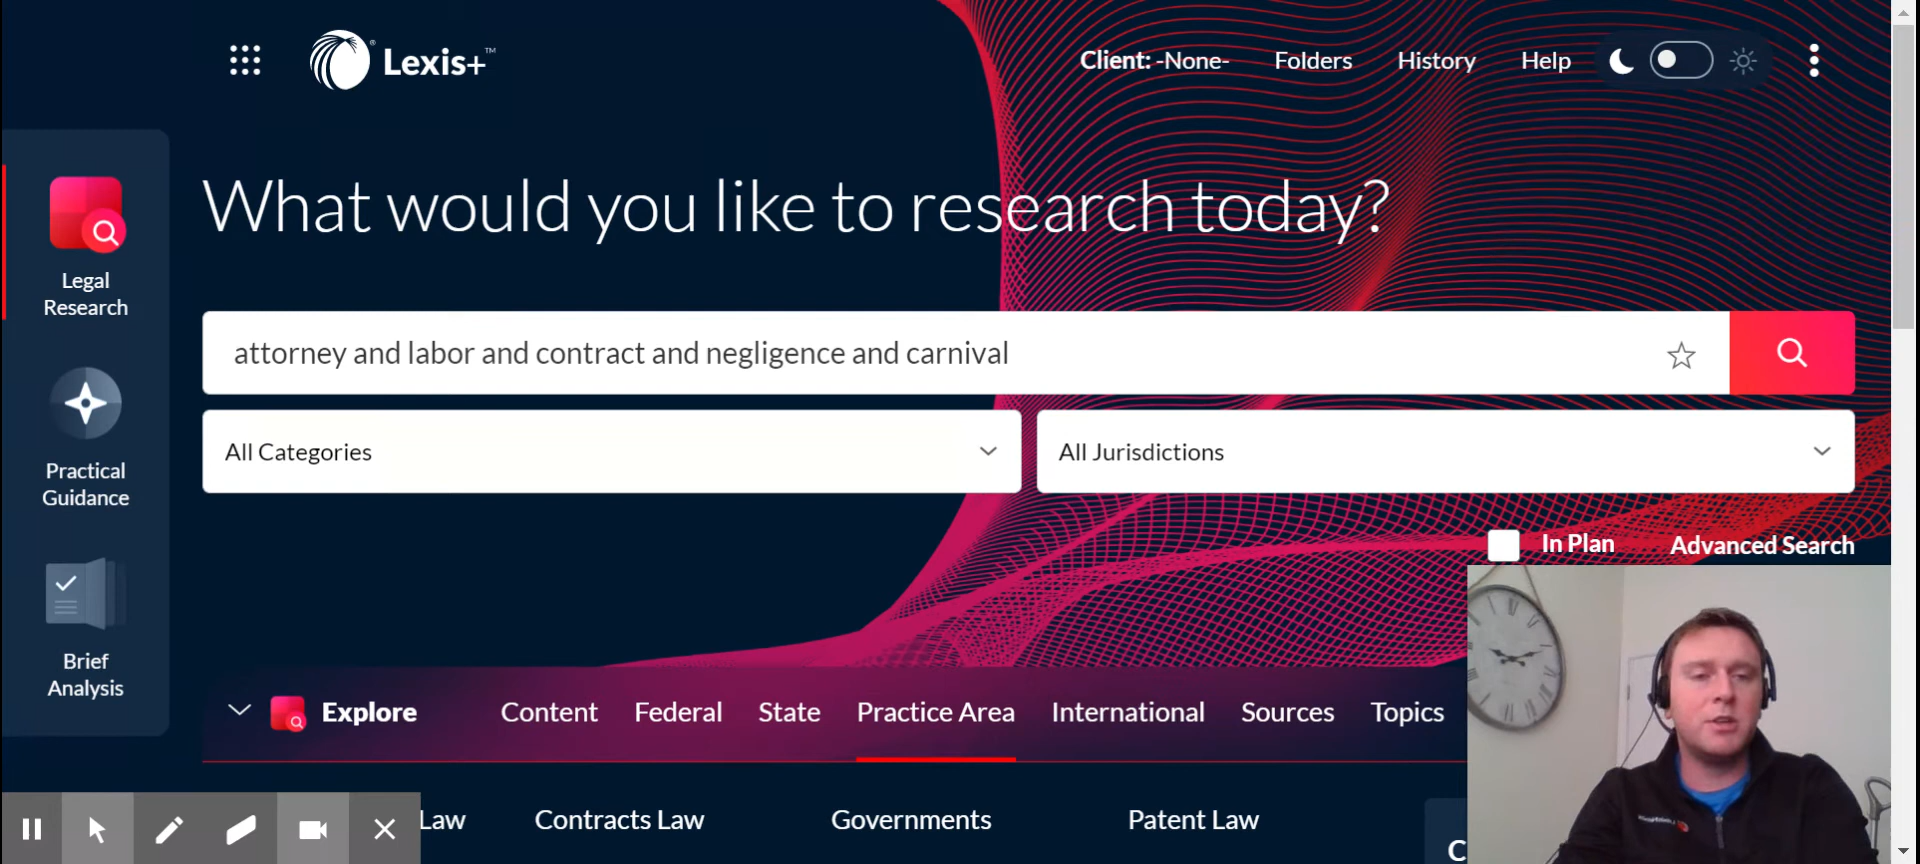 Lexis+™
Client: -None-
Folders
History
Help
Legal
Research
Practical
Guidance
Brief
Analysis
What would you like to research today?
attorney and labor and contract and negligence and carnival
All Categories
All Jurisdictions
In Plan
Advanced Search
Explore
Content
Federal
State
Practice Area
International
Sources
Topics
Law
Contracts Law
Governments
Patent Law
C